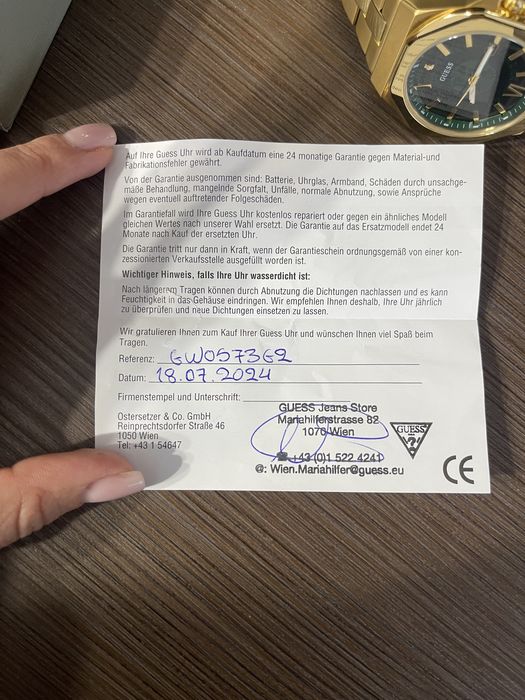 GUESS
Auf Ihre Guess Uhr wird ab Kaufdatum eine 24 monatige Garantie gegen Material-und
Fabrikationsfehler gewährt.
Von der Garantie ausgenommen sind: Batterie, Uhrglas, Armband, Schäden durch unsachge-
mäße Behandlung, mangelnde Sorgfalt, Unfälle, normale Abnutzung, sowie Ansprüche
wegen eventuell auftretender Folgeschäden.
Im Garantiefall wird Ihre Guess Uhr kostenlos repariert oder gegen ein ähnliches Modell
gleichen Wertes nach unserer Wahl ersetzt. Die Garantie auf das Ersatzmodell endet 24
Monate nach Kauf der ersetzten Uhr.
Die Garantie tritt nur dann in Kraft, wenn der Garantieschein ordnungsgemäß von einer kon-
zessionierten Verkaufsstelle ausgefüllt worden ist.
Wichtiger Hinweis, falls Ihre Uhr wasserdicht ist:
Nach längerem Tragen können durch Abnutzung die Dichtungen nachlassen und es kann
Feuchtigkeit in das Gehäuse eindringen. Wir empfehlen Ihnen deshalb, Ihre Uhr jährlich
zu überprüfen und neue Dichtungen einsetzen zu lassen.
Wir gratulieren Ihnen zum Kauf Ihrer Guess Uhr und wünschen Ihnen viel Spaß beim
Tragen.
Referenz: GW0573G2
Datum: 18.07.2024
Firmenstempel und Unterschrift:
Ostersetzer & Co. GmbH
Reinprechtsdorfer Straße 46
1050 Wien
Tel: +43 1 54647
GUESS Jeans Store
Mariahilferstrasse 82
1070 Wien
☎ +43 (0)1 522 4241
@: Wien.Mariahilfer@guess.eu
GUESS
?
CE